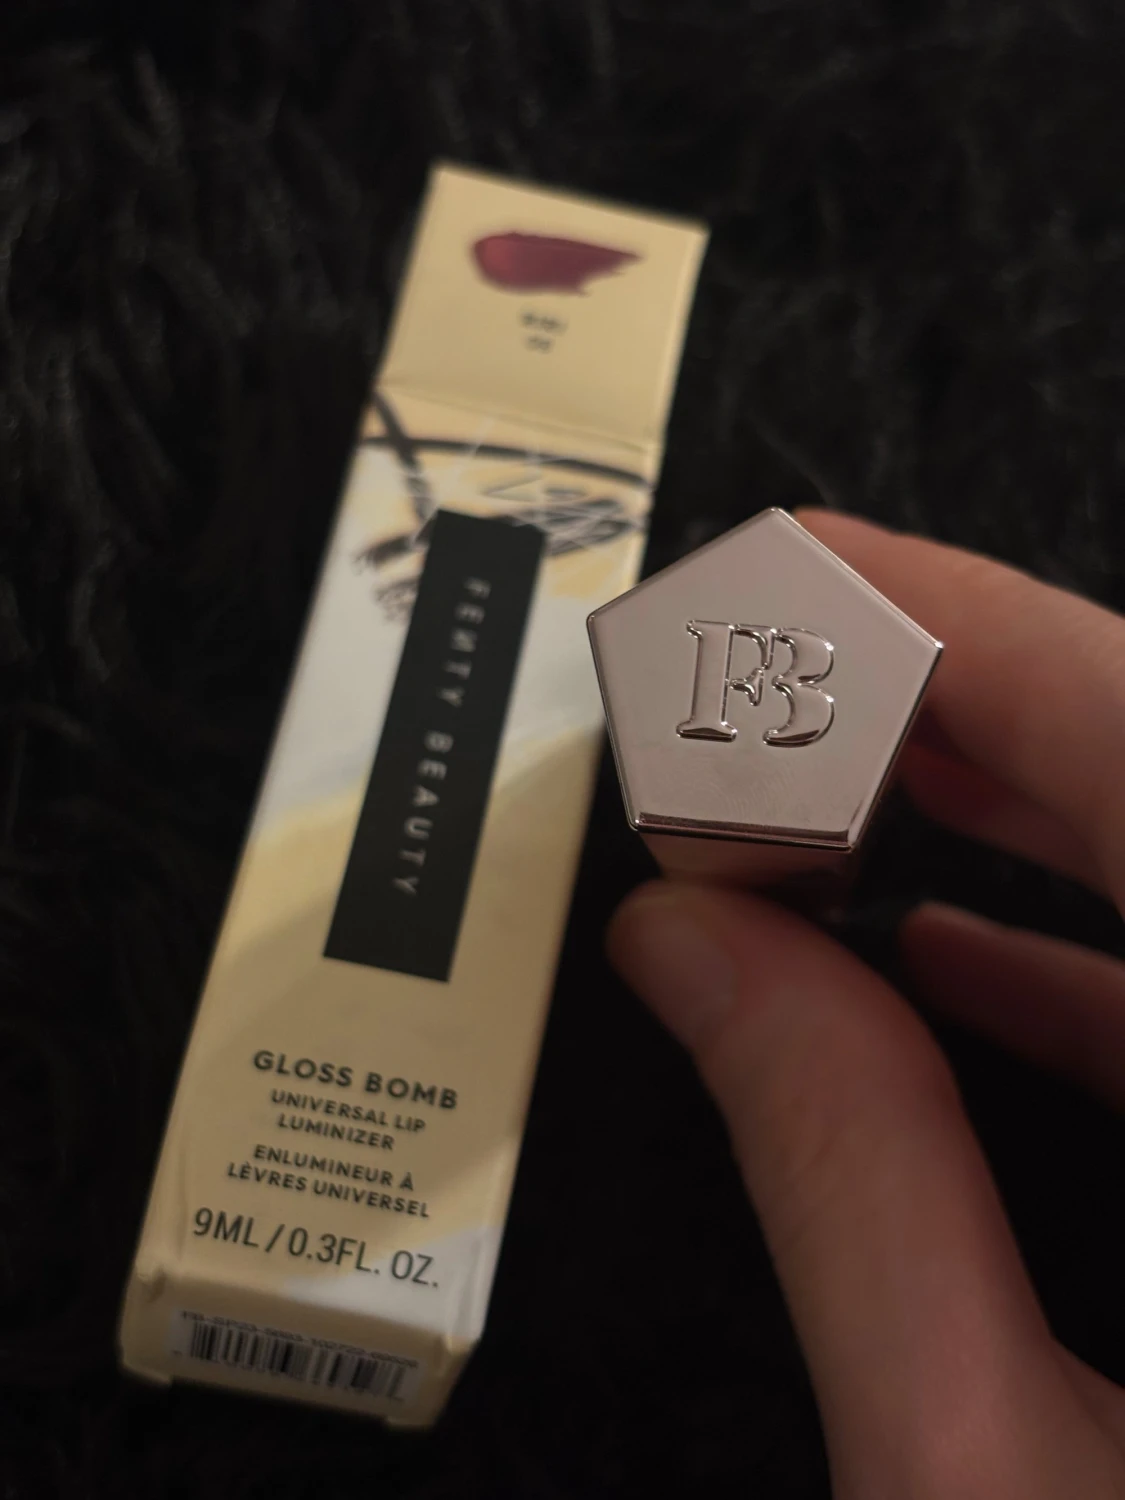 FENTY BEAUTY
GLOSS BOMB
UNIVERSAL LIP
LUMINIZER
ENLUMINEUR À
LÈVRES UNIVERSEL
9ML / 0.3FL. OZ.
FB